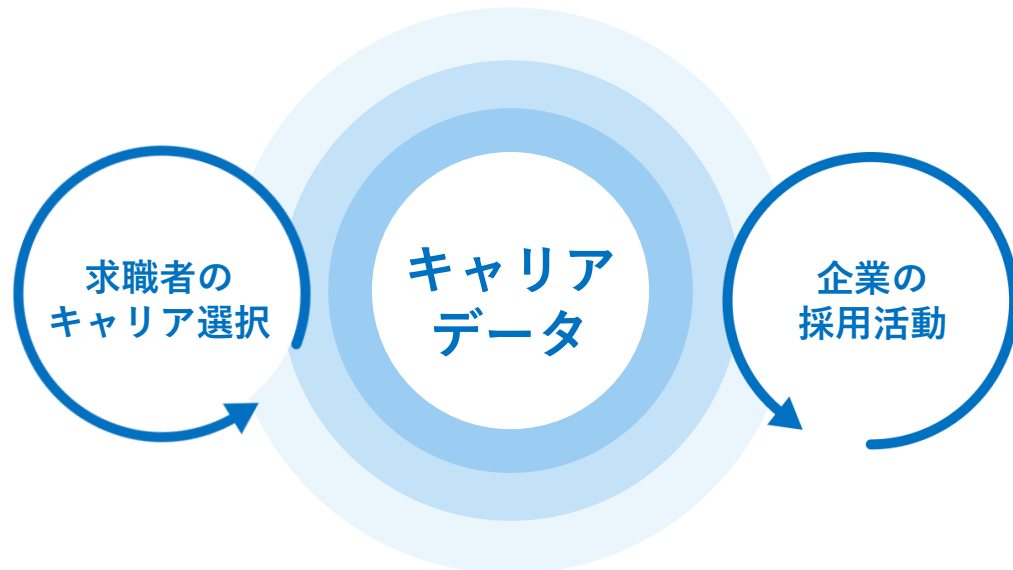 求職者の
キャリア選択
キャリア
データ
企業の
採用活動